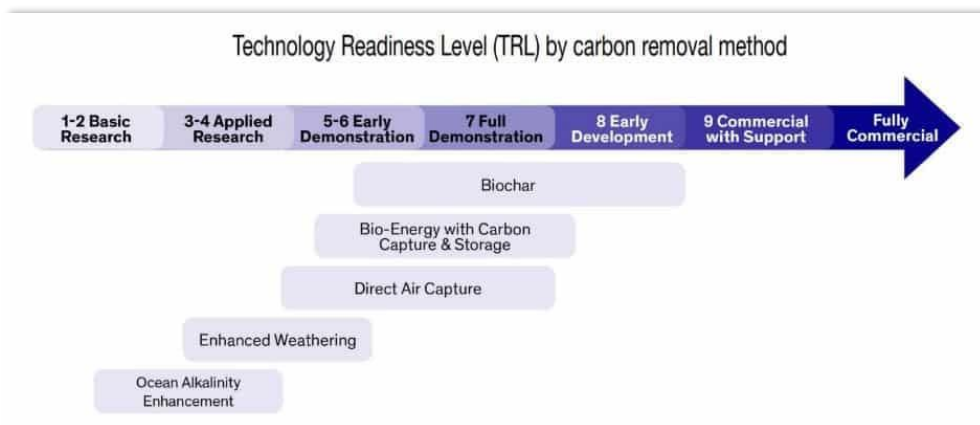 Technology Readiness Level (TRL) by carbon removal method
1-2 Basic
Research
3-4 Applied
Research
5-6 Early
Demonstration
7 Full
Demonstration
8 Early
Development
9 Commercial
with Support
Fully
Commercial
Biochar
Bio-Energy with Carbon
Capture & Storage
Direct Air Capture
Enhanced Weathering
Ocean Alkalinity
Enhancement